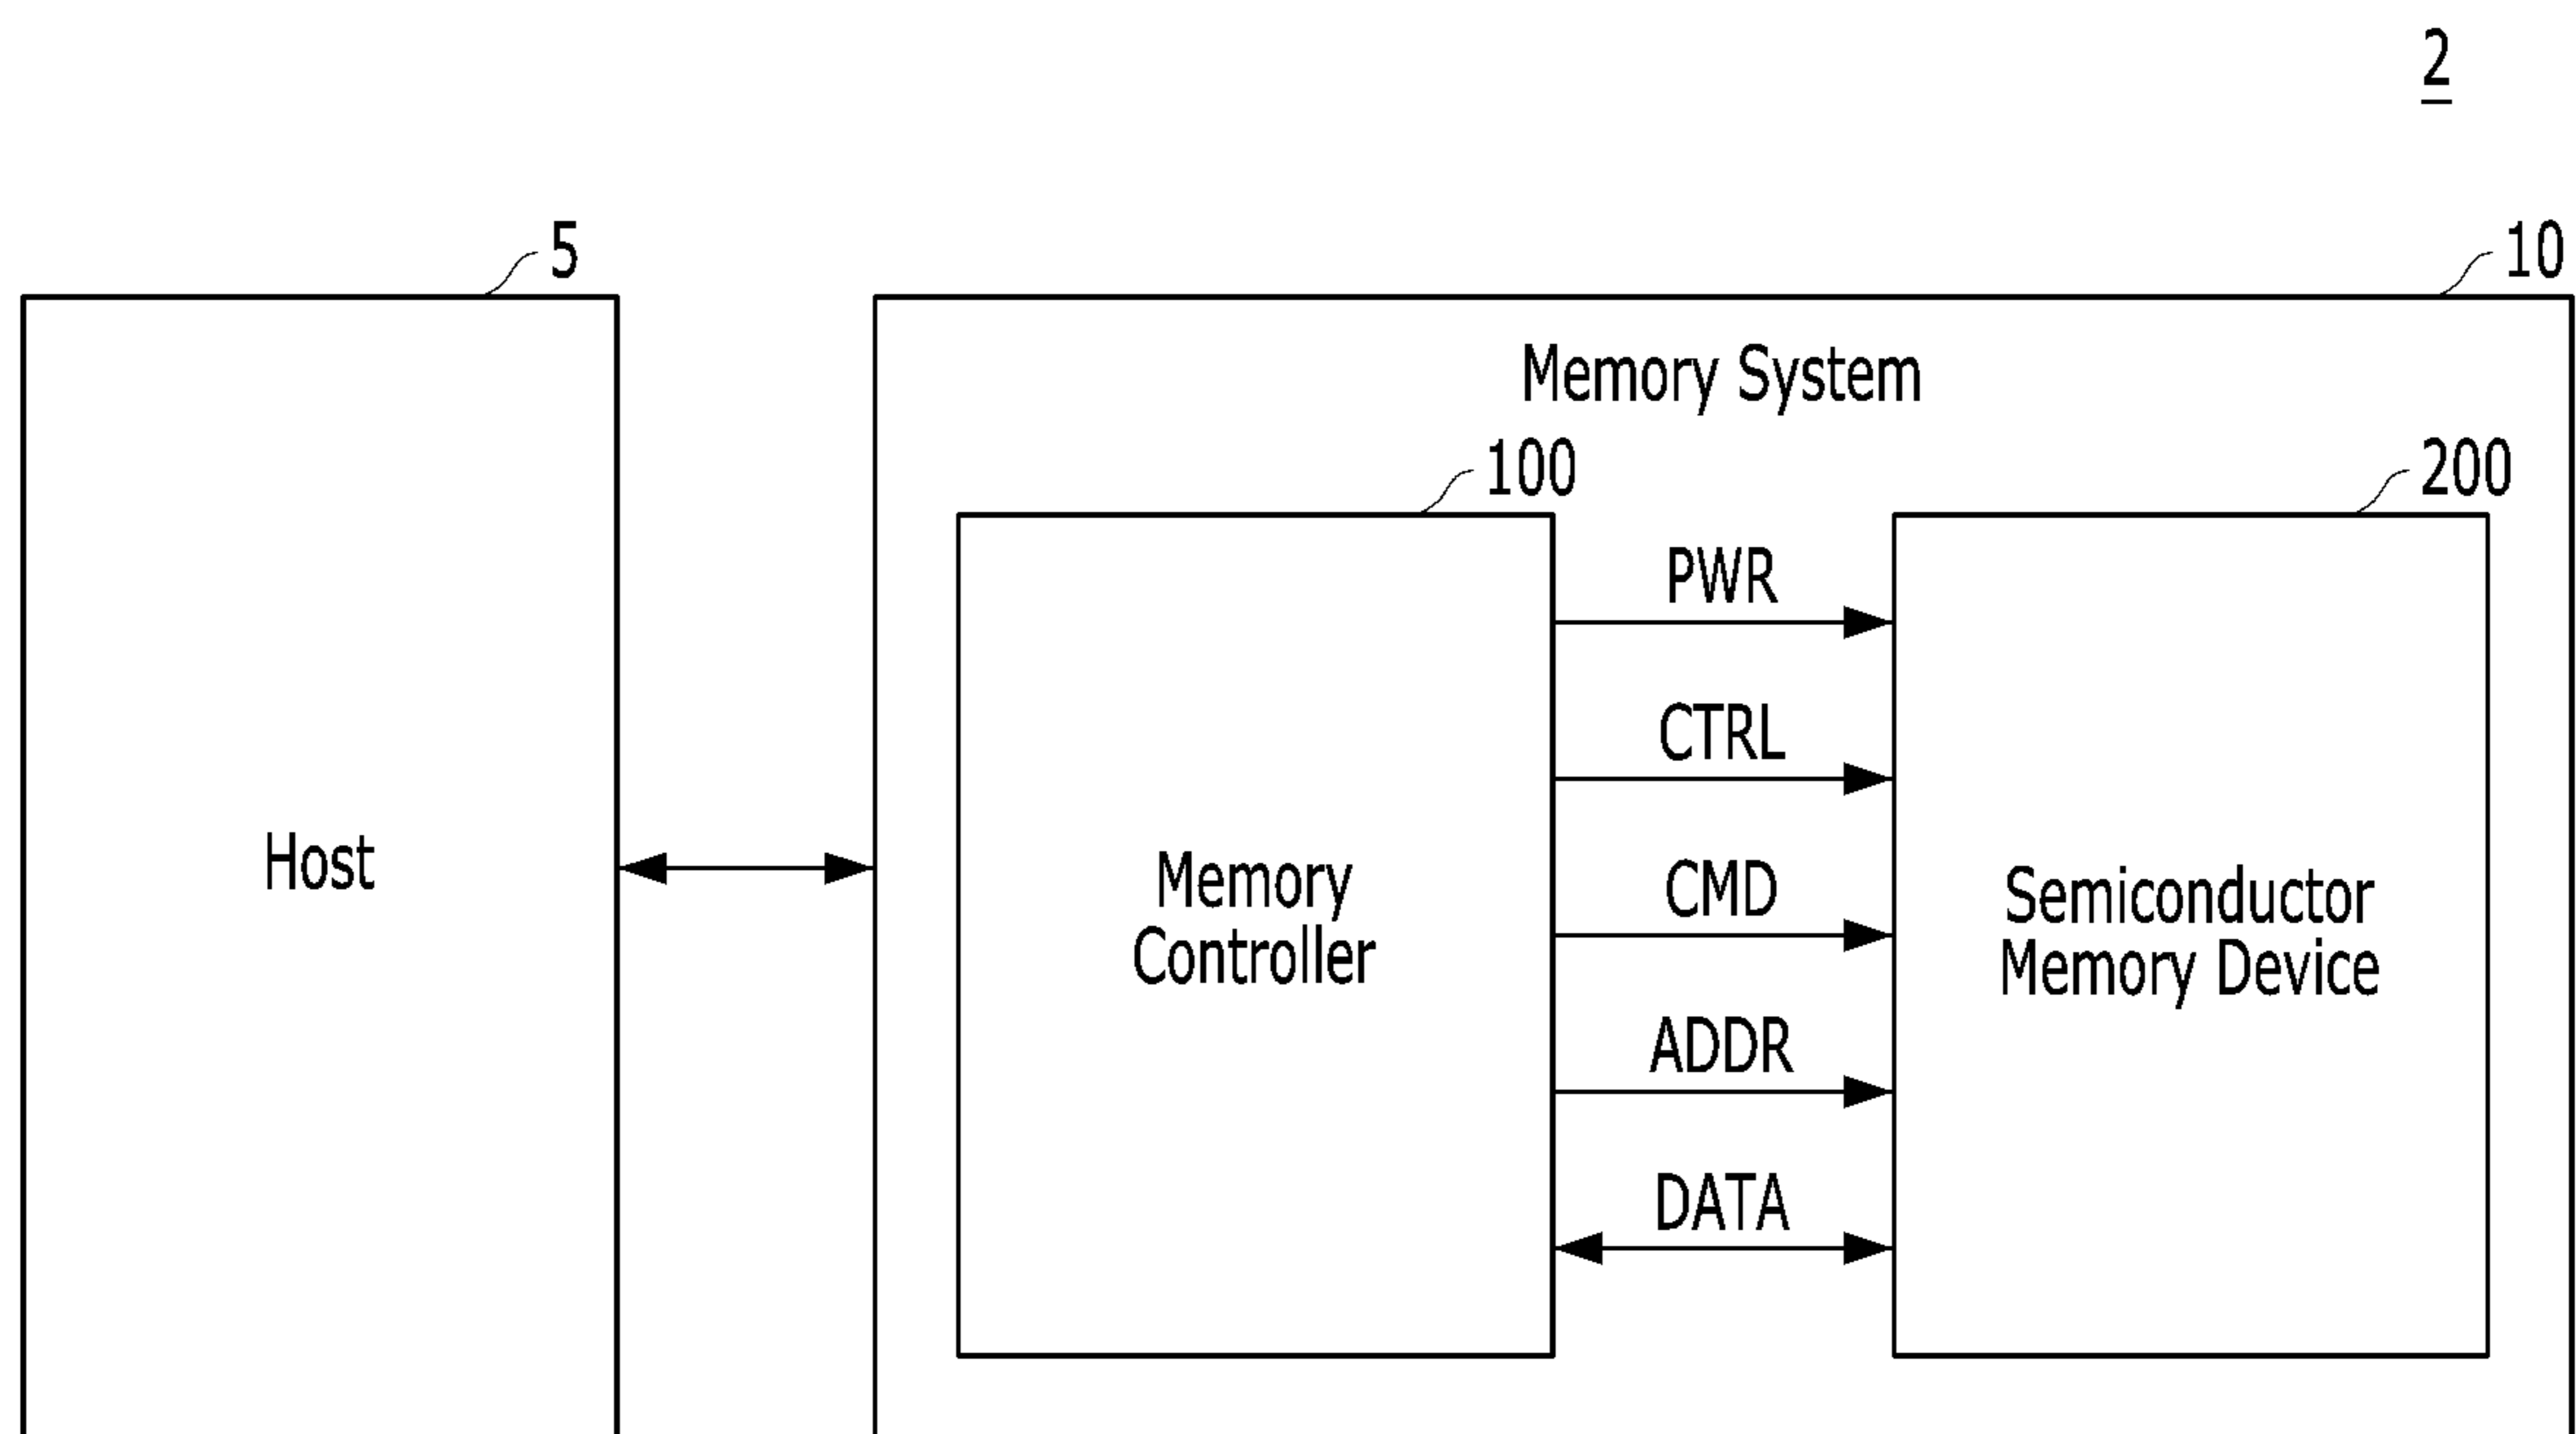 2
5
10
Memory System
100
200
PWR
CTRL
CMD
ADDR
DATA
Host
Memory
Controller
Semiconductor
Memory Device